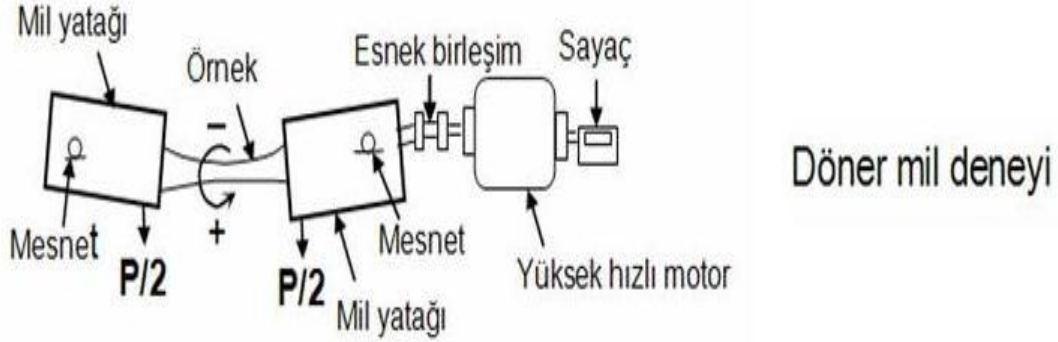 Mil yatağı
Örnek
Esnek birleşim
Sayaç
−
+
Mesnet
P/2
P/2
Mesnet
Mil yatağı
Yüksek hızlı motor
Döner mil deneyi